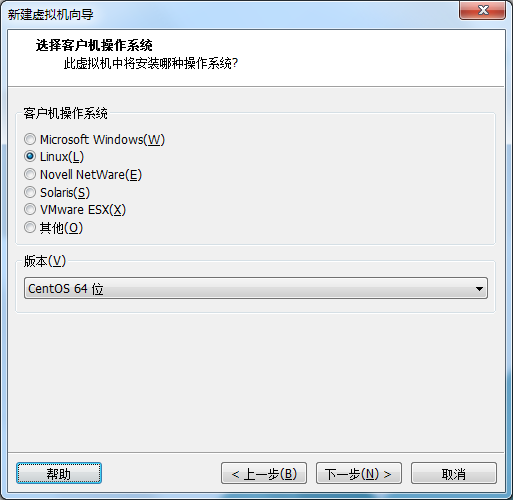 新建虚拟机向导
选择客户机操作系统
此虚拟机中将安装哪种操作系统?
客户机操作系统
Microsoft Windows(W)
Linux(L)
Novell NetWare(E)
Solaris(S)
VMware ESX(X)
其他(O)
版本(V)
CentOS 64 位
帮助
< 上一步(B)
下一步(N) >
取消